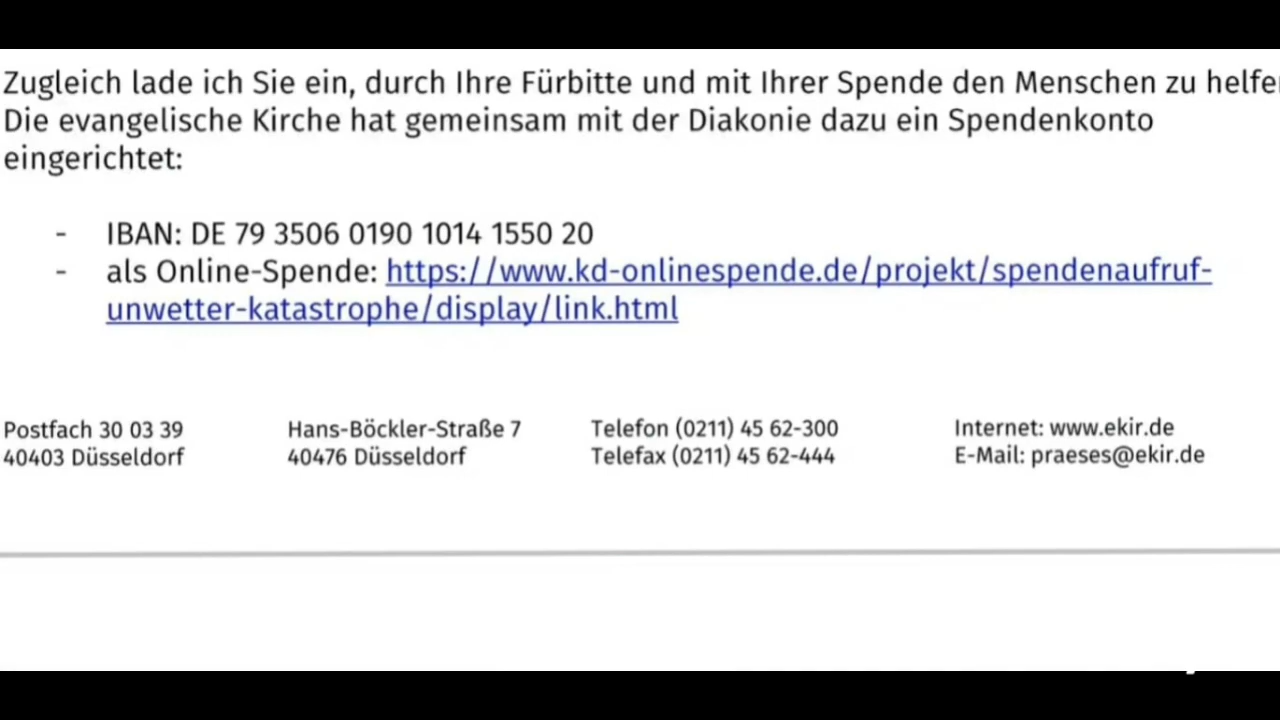 Zugleich lade ich Sie ein, durch Ihre Fürbitte und mit Ihrer Spende den Menschen zu
Die evangelische Kirche hat gemeinsam mit der Diakonie dazu ein Spendenkonto
eingerichtet:
- IBAN: DE 79 3506 0190 1014 1550 20
- als Online-Spende: https://www.kd-onlinespende.de/projekt/spendenaufruf-
unwetter-katastrophe/display/link.html
Postfach 30 03 39 Hans-Böckler-Straße 7 Telefon (0211) 45 62-300 Internet: www.ekir.de
40403 Düsseldorf 40476 Düsseldorf Telefax (0211) 45 62-444 E-Mail: praeses@ekir.de